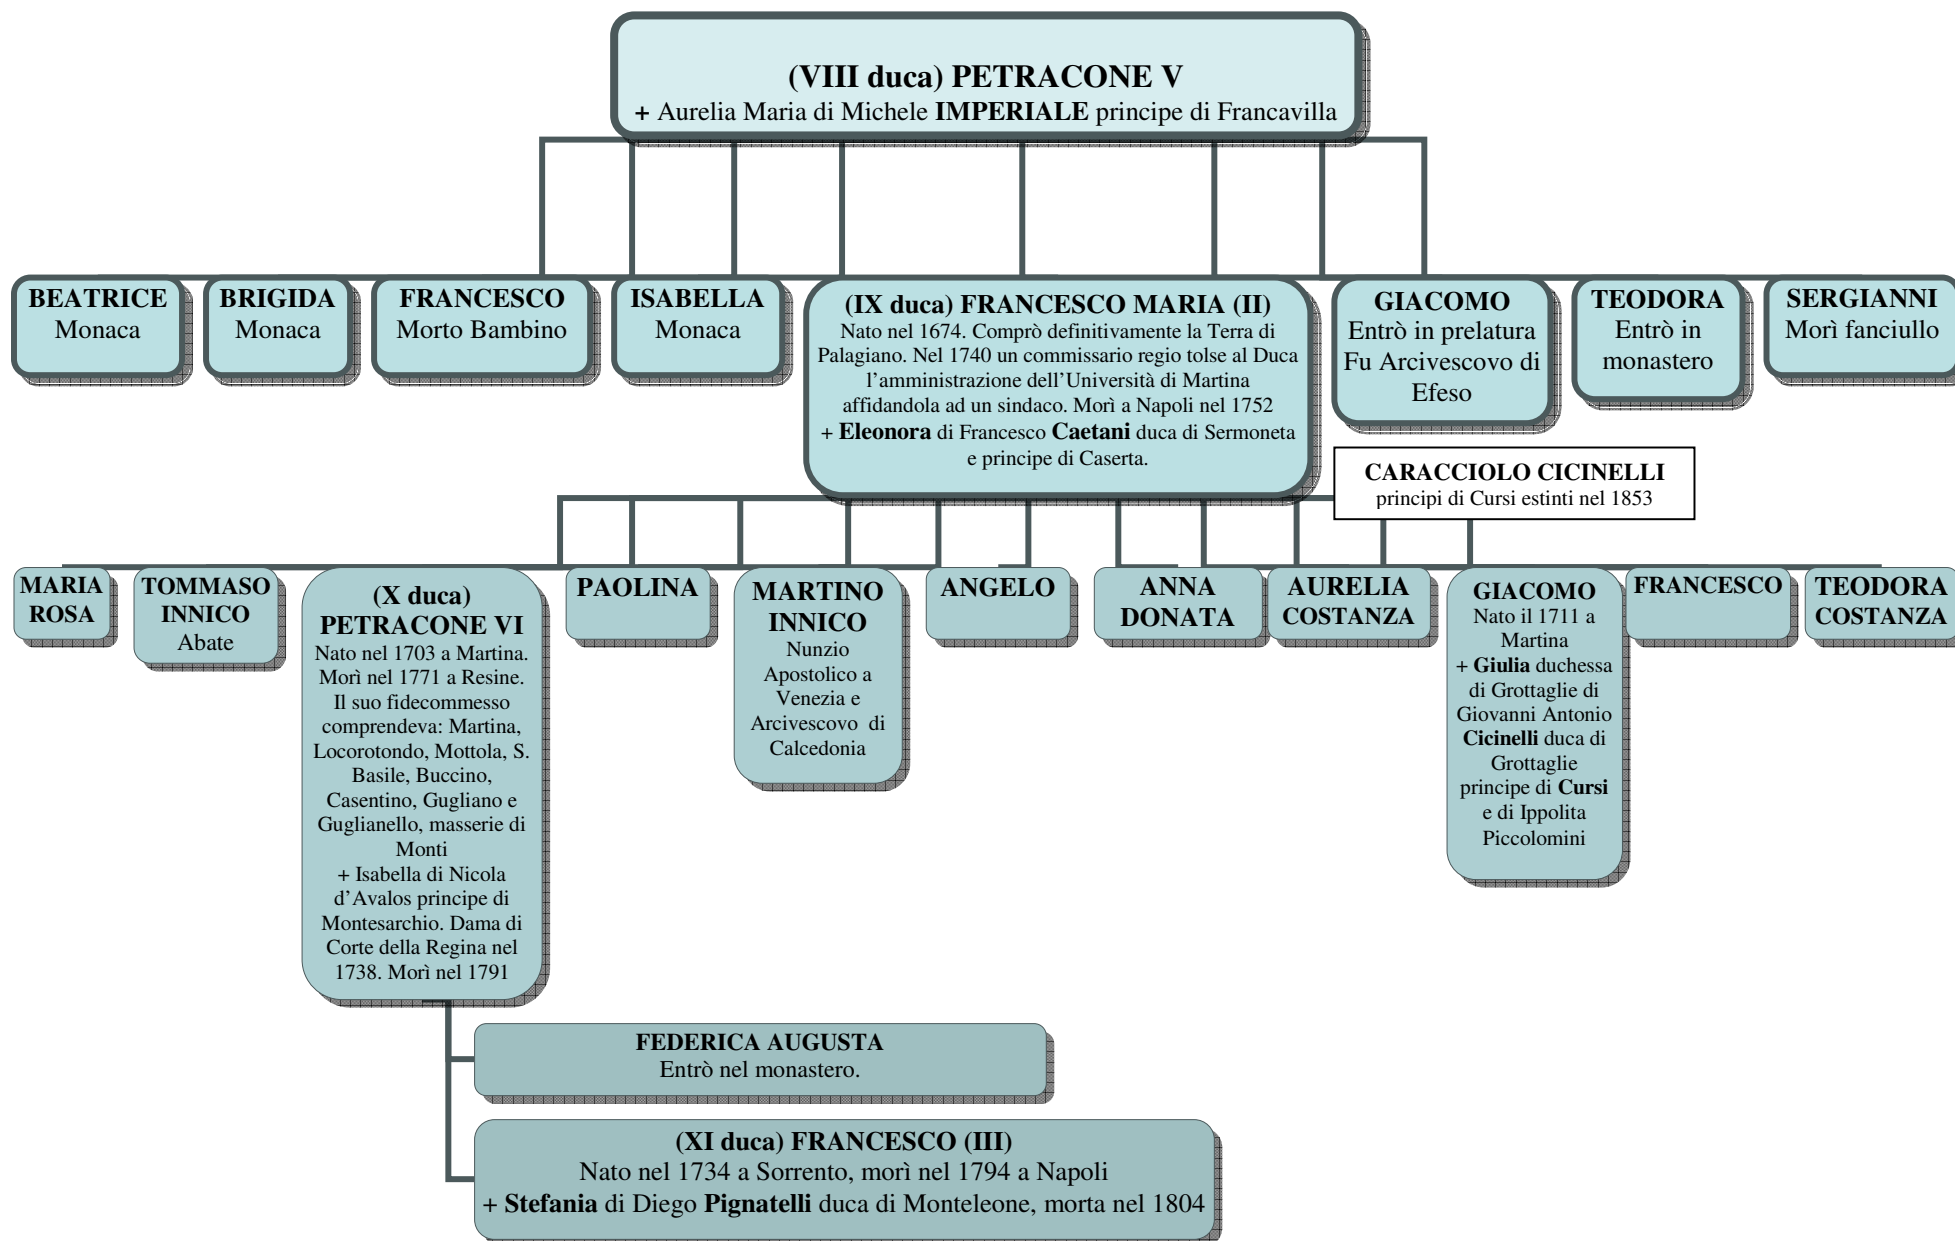 (VIII duca) PETRACONE V
+ Aurelia Maria di Michele IMPERIALE principe di Francavilla
BEATRICE
Monaca
BRIGIDA
Monaca
FRANCESCO
Morto Bambino
ISABELLA
Monaca
(IX duca) FRANCESCO MARIA (II)
Nato nel 1674. Comprò definitivamente la Terra di
Palagiano. Nel 1740 un commissario regio tolse al Duca
l’amministrazione dell’Università di Martina
affidandola ad un sindaco. Morì a Napoli nel 1752
+ Eleonora di Francesco Caetani duca di Sermoneta
e principe di Caserta.
GIACOMO
Entrò in prelatura
Fu Arcivescovo di
Efeso
TEODORA
Entrò in
monastero
SERGIANNI
Morì fanciullo
CARACCIOLO CICINELLI
principi di Cursi estinti nel 1853
MARIA
ROSA
TOMMASO
INNICO
Abate
(X duca)
PETRACONE VI
Nato nel 1703 a Martina.
Morì nel 1771 a Resine.
Il suo fidecommesso
comprendeva: Martina,
Locorotondo, Mottola, S.
Basile, Buccino,
Casentino, Gugliano e
Guglianello, masserie di
Monti
+ Isabella di Nicola
d’Avalos principe di
Montesarchio. Dama di
Corte della Regina nel
1738. Morì nel 1791
PAOLINA
MARTINO
INNICO
Nunzio
Apostolico a
Venezia e
Arcivescovo di
Calcedonia
ANGELO
ANNA
DONATA
AURELIA
COSTANZA
GIACOMO
Nato il 1711 a
Martina
+ Giulia duchessa
di Grottaglie di
Giovanni Antonio
Cicinelli duca di
Grottaglie
principe di Cursi
e di Ippolita
Piccolomini
FRANCESCO
TEODORA
COSTANZA
FEDERICA AUGUSTA
Entrò nel monastero.
(XI duca) FRANCESCO (III)
Nato nel 1734 a Sorrento, morì nel 1794 a Napoli
+ Stefania di Diego Pignatelli duca di Monteleone, morta nel 1804